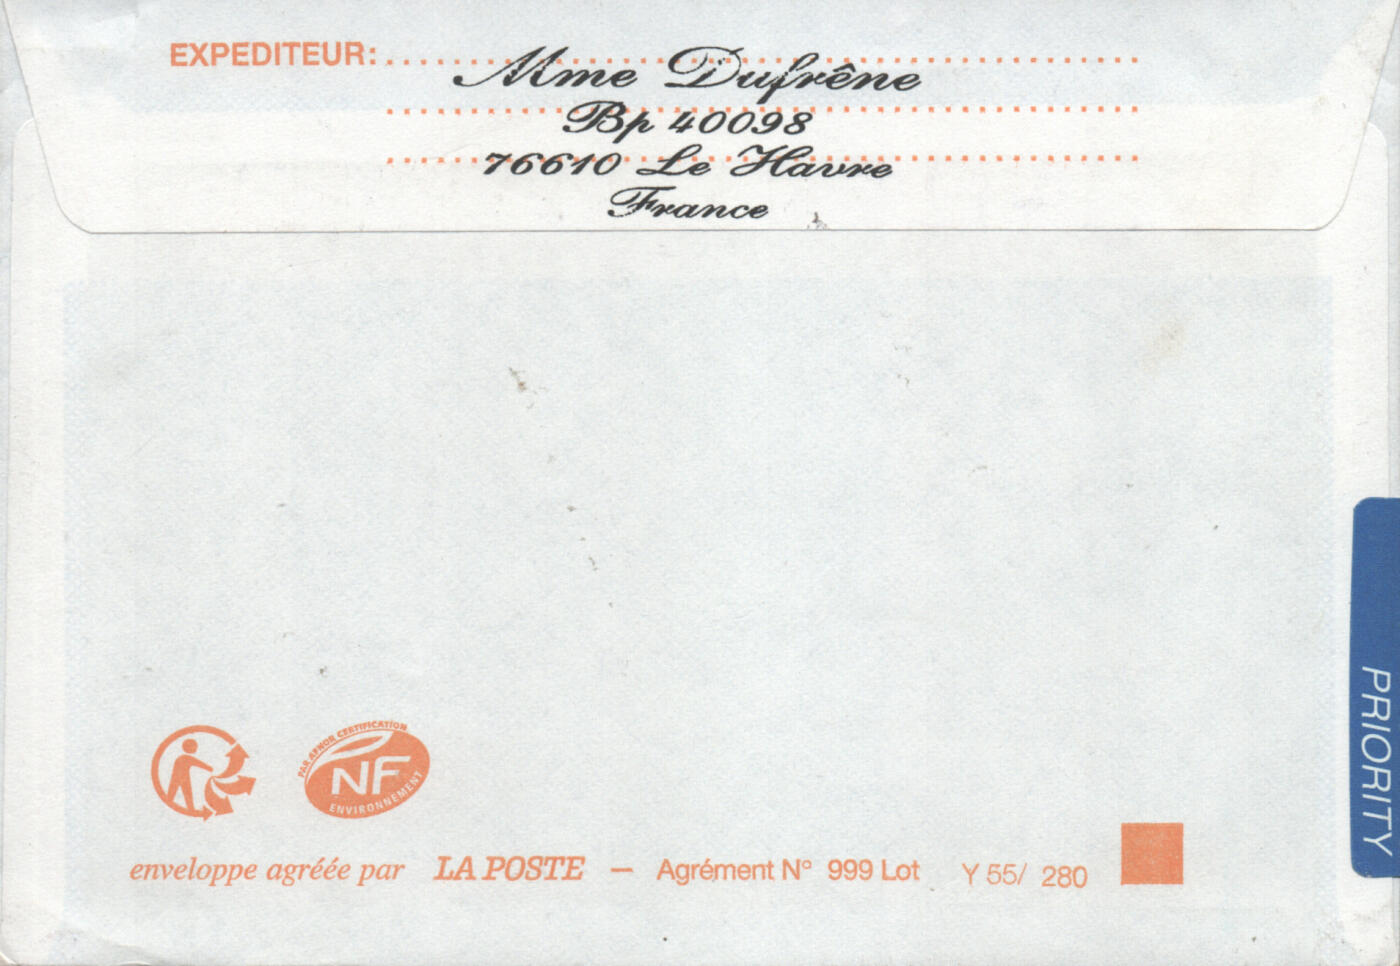 EXPEDITEUR:
Mme Dufrêne
Bp 40098
76610 Le Havre
France
PRIORITY
PAR AFNOR CERTIFICATION
NF
ENVIRONNEMENT
enveloppe agréée par LA POSTE – Agrément N° 999 Lot Y 55/ 280